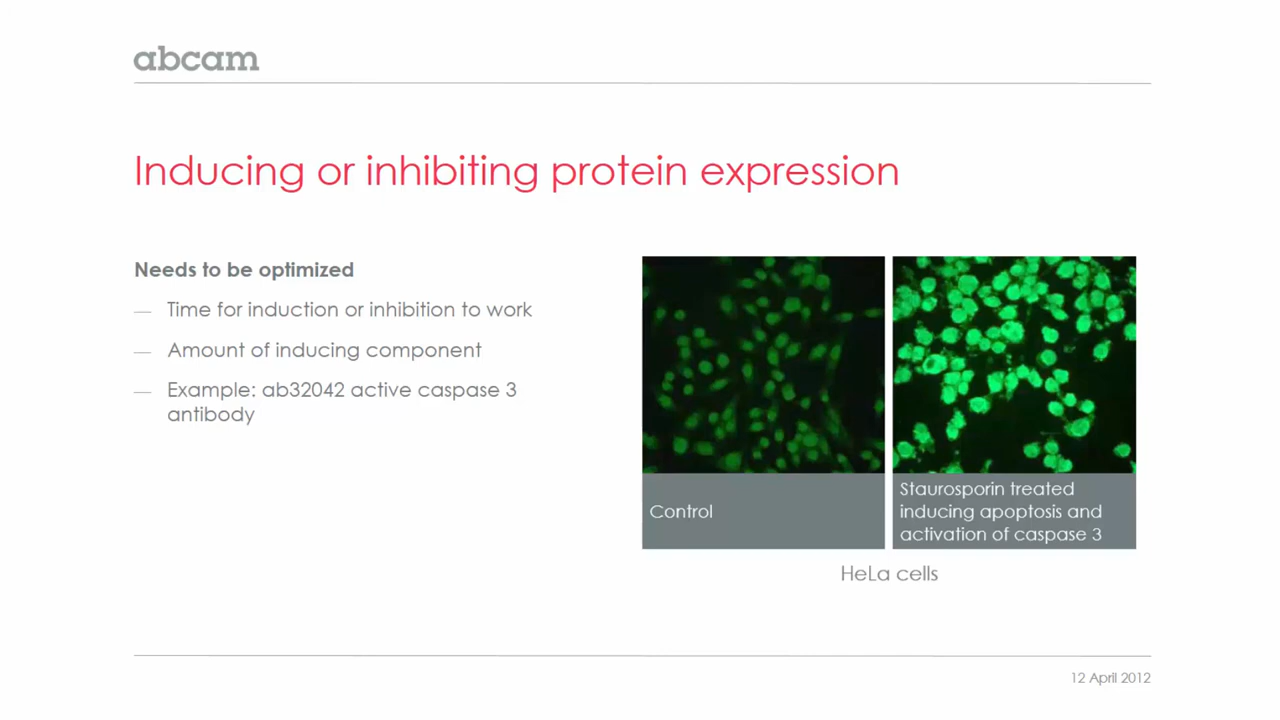 abcam
Inducing or inhibiting protein expression
Needs to be optimized
— Time for induction or inhibition to work
— Amount of inducing component
— Example: ab32042 active caspase 3
antibody
Control
Staurosporin treated
inducing apoptosis and
activation of caspase 3
HeLa cells
12 April 2012